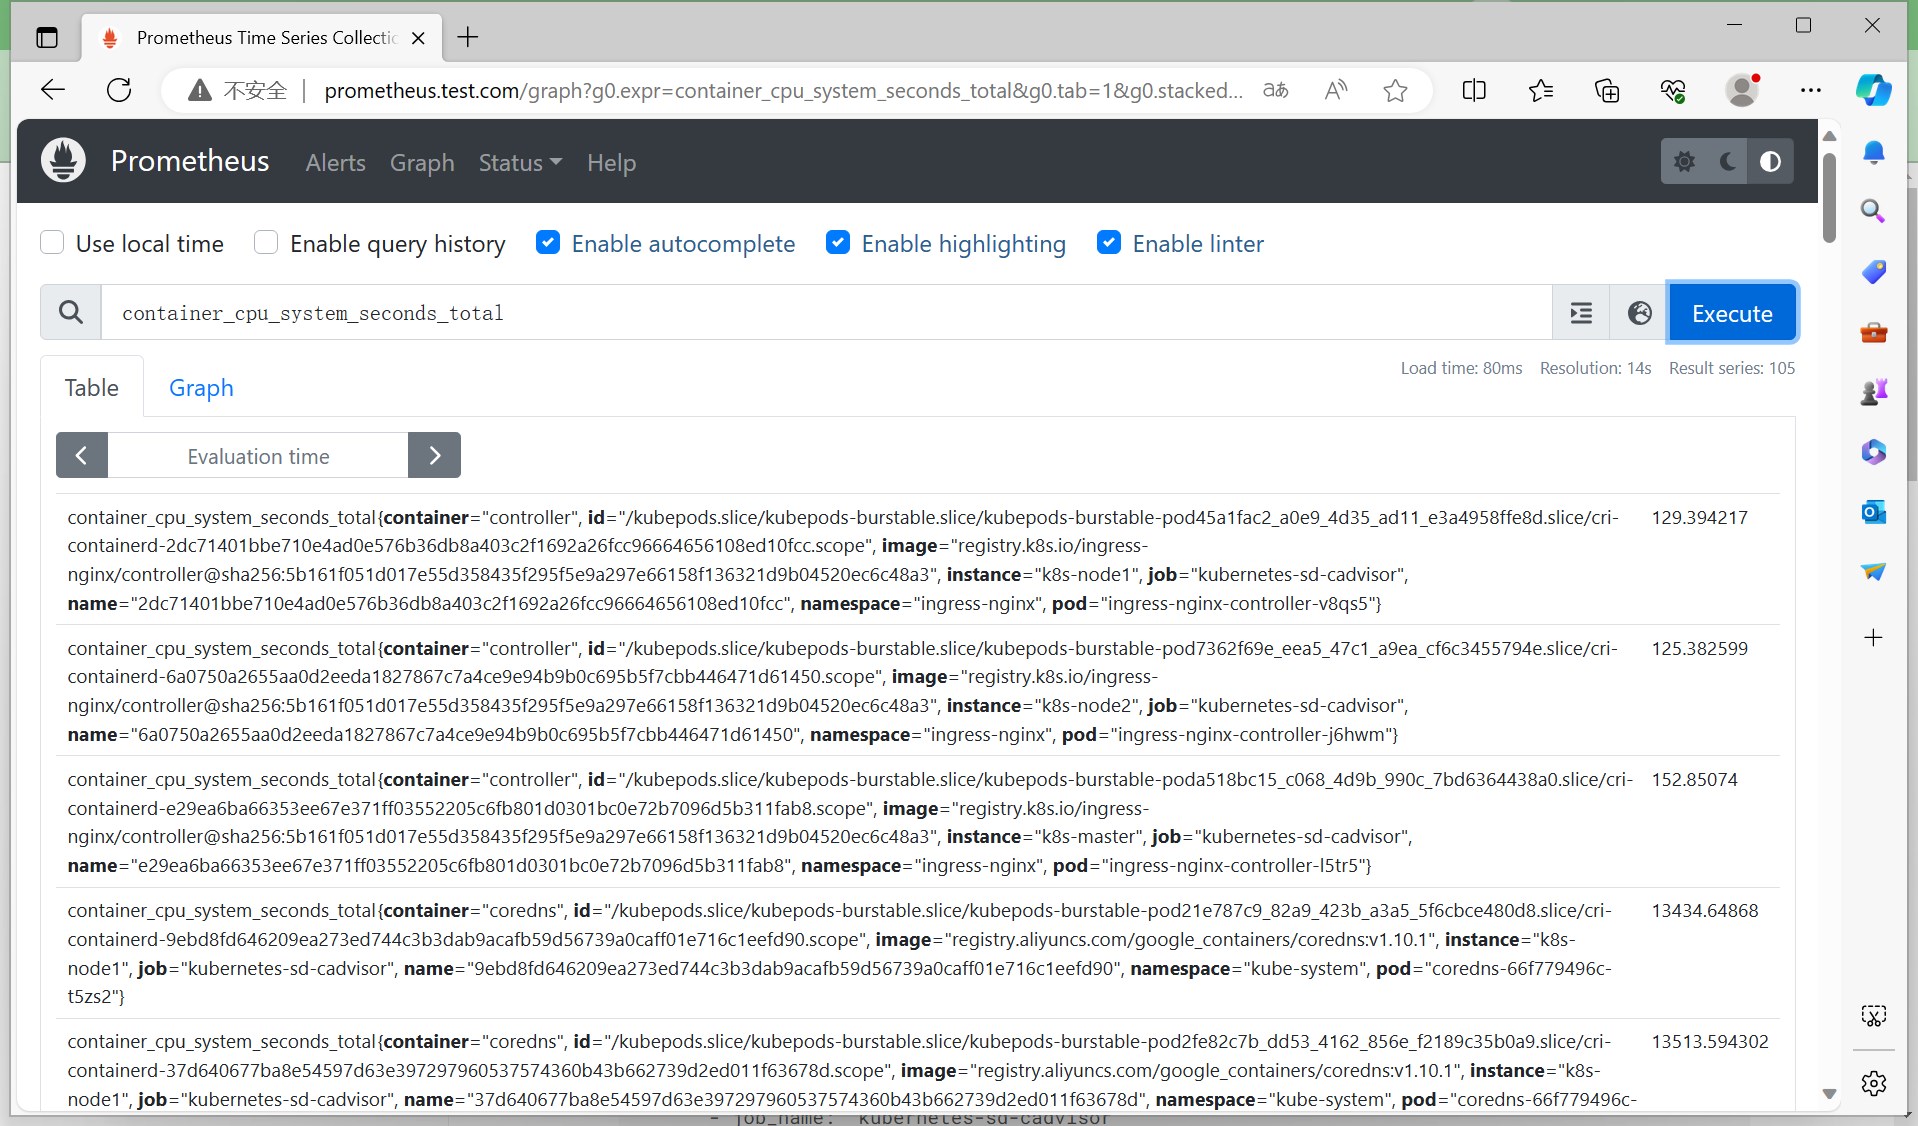 Prometheus Time Series Collectic
不安全 | prometheus.test.com/graph?g0.expr=container_cpu_system_seconds_total&g0.tab=1&g0.stacked... aあ A
Prometheus Alerts Graph Status Help
Use local time Enable query history Enable autocomplete Enable highlighting Enable linter
container_cpu_system_seconds_total Execute
Load time: 80ms Resolution: 14s Result series: 105
Table Graph
Evaluation time
container_cpu_system_seconds_total{container="controller", id="/kubepods.slice/kubepods-burstable.slice/kubepods-burstable-pod45a1fac2_a0e9_4d35_ad11_e3a4958ffe8d.slice/cri- 129.394217
containerd-2dc71401bbe710e4ad0e576b36db8a403c2f1692a26fcc96664656108ed10fcc.scope", image="registry.k8s.io/ingress-
nginx/controller@sha256:5b161f051d017e55d358435f295f5e9a297e66158f136321d9b04520ec6c48a3", instance="k8s-node1", job="kubernetes-sd-cadvisor",
name="2dc71401bbe710e4ad0e576b36db8a403c2f1692a26fcc96664656108ed10fcc", namespace="ingress-nginx", pod="ingress-nginx-controller-v8qs5"}
container_cpu_system_seconds_total{container="controller", id="/kubepods.slice/kubepods-burstable.slice/kubepods-burstable-pod7362f69e_eea5_47c1_a9ea_cf6c3455794e.slice/cri- 125.382599
containerd-6a0750a2655aa0d2eeda1827867c7a4ce9e94b9b0c695b5f7cbb446471d61450.scope", image="registry.k8s.io/ingress-
nginx/controller@sha256:5b161f051d017e55d358435f295f5e9a297e66158f136321d9b04520ec6c48a3", instance="k8s-node2", job="kubernetes-sd-cadvisor",
name="6a0750a2655aa0d2eeda1827867c7a4ce9e94b9b0c695b5f7cbb446471d61450", namespace="ingress-nginx", pod="ingress-nginx-controller-j6hwm"}
container_cpu_system_seconds_total{container="controller", id="/kubepods.slice/kubepods-burstable.slice/kubepods-burstable-poda518bc15_c068_4d9b_990c_7bd6364438a0.slice/cri- 152.85074
containerd-e29ea6ba66353ee67e371ff03552205c6fb801d0301bc0e72b7096d5b311fab8.scope", image="registry.k8s.io/ingress-
nginx/controller@sha256:5b161f051d017e55d358435f295f5e9a297e66158f136321d9b04520ec6c48a3", instance="k8s-master", job="kubernetes-sd-cadvisor",
name="e29ea6ba66353ee67e371ff03552205c6fb801d0301bc0e72b7096d5b311fab8", namespace="ingress-nginx", pod="ingress-nginx-controller-l5tr5"}
container_cpu_system_seconds_total{container="coredns", id="/kubepods.slice/kubepods-burstable.slice/kubepods-burstable-pod21e787c9_82a9_423b_a3a5_5f6cbce480d8.slice/cri- 13434.64868
containerd-9ebd8fd646209ea273ed744c3b3dab9acafb59d56739a0caff01e716c1eefd90.scope", image="registry.aliyuncs.com/google_containers/coredns:v1.10.1", instance="k8s-
node1", job="kubernetes-sd-cadvisor", name="9ebd8fd646209ea273ed744c3b3dab9acafb59d56739a0caff01e716c1eefd90", namespace="kube-system", pod="coredns-66f779496c-
t5zs2"}
container_cpu_system_seconds_total{container="coredns", id="/kubepods.slice/kubepods-burstable.slice/kubepods-burstable-pod2fe82c7b_dd53_4162_856e_f2189c35b0a9.slice/cri- 13513.594302
containerd-37d640677ba8e54597d63e397297960537574360b43b662739d2ed011f63678d.scope", image="registry.aliyuncs.com/google_containers/coredns:v1.10.1", instance="k8s-
node1", job="kubernetes-sd-cadvisor", name="37d640677ba8e54597d63e397297960537574360b43b662739d2ed011f63678d", namespace="kube-system", pod="coredns-66f779496c-
- job_name: "kubernetes-sd-cadvisor"